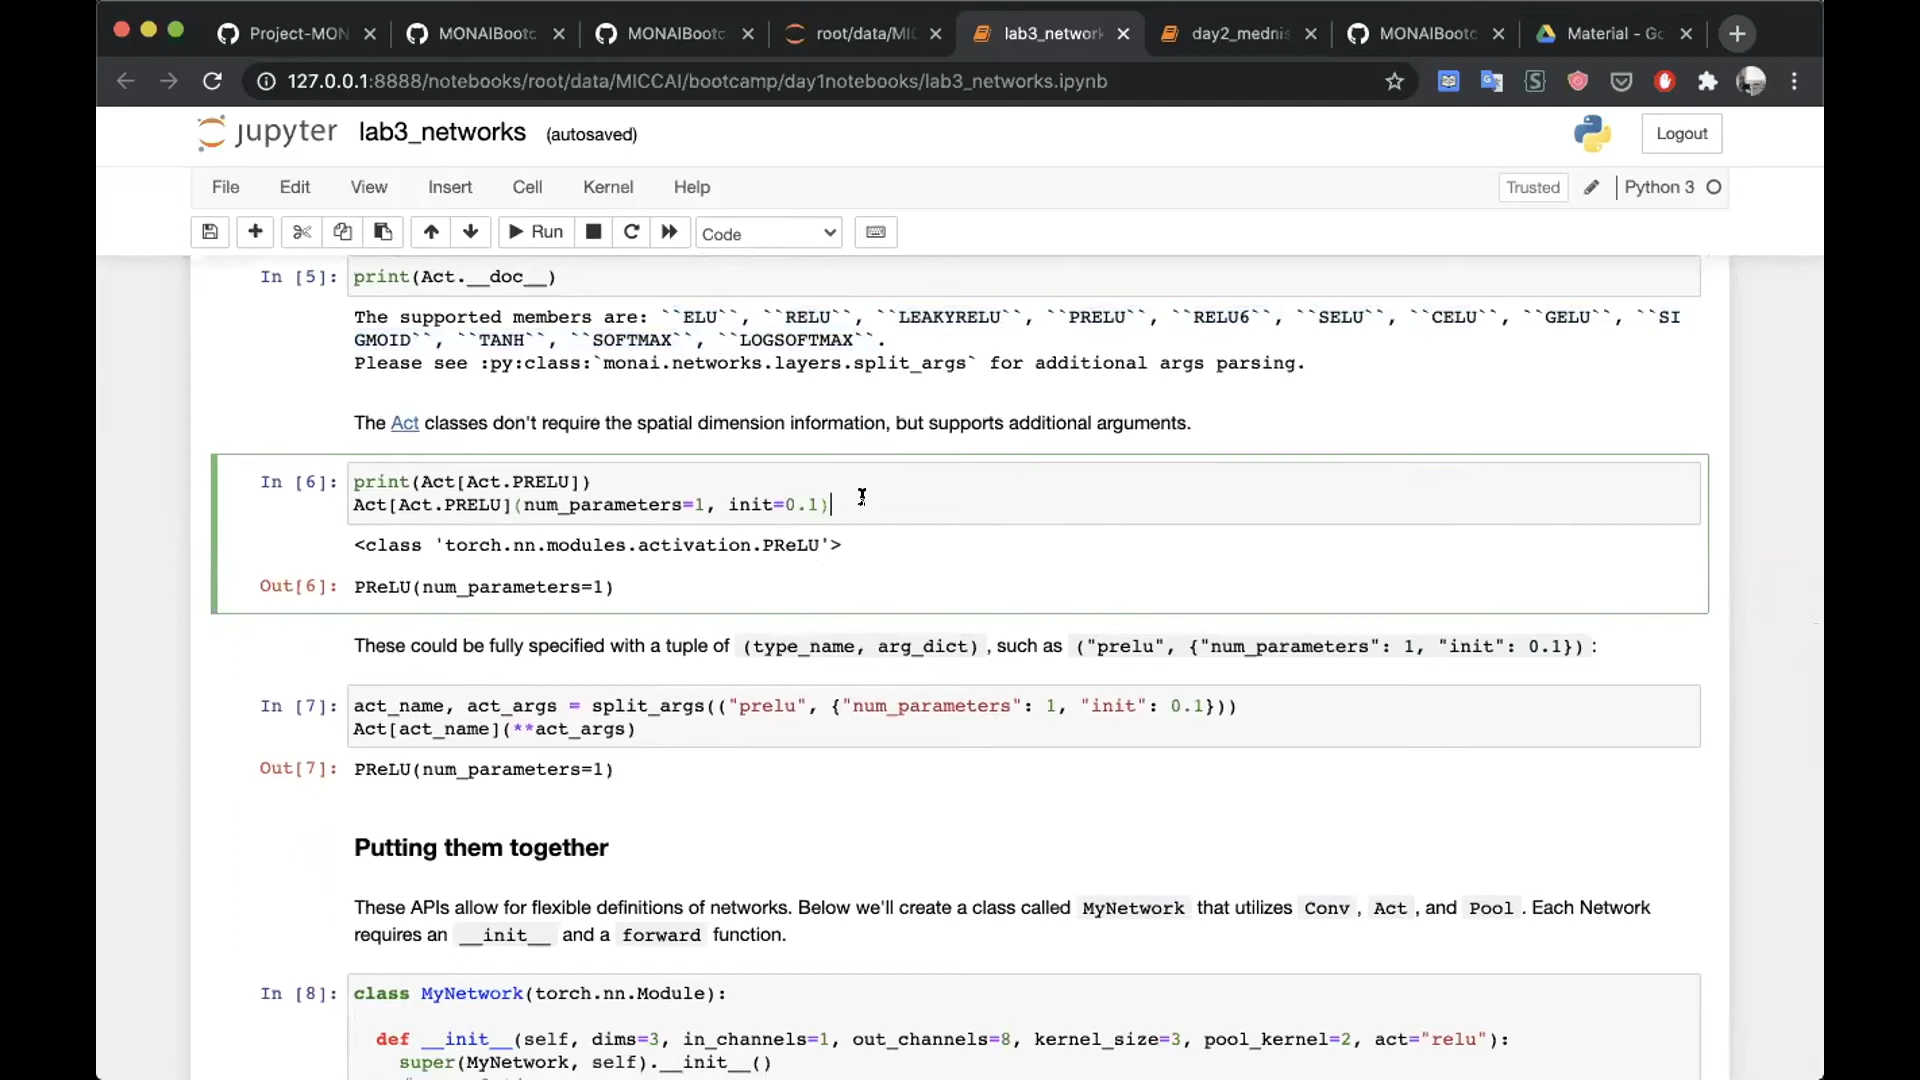 Project-MON
MONAIBootc
MONAIBootc
root/data/MIC
lab3_network
day2_mednis
MONAIBootc
Material - Go
127.0.0.1:8888/notebooks/root/data/MICCAI/bootcamp/day1notebooks/lab3_networks.ipynb
jupyter lab3_networks (autosaved)
Logout
File Edit View Insert Cell Kernel Help
Trusted
Python 3
Run
Code
In [5]: print(Act.__doc__)
The supported members are: ``ELU``, ``RELU``, ``LEAKYRELU``, ``PRELU``, ``RELU6``, ``SELU``, ``CELU``, ``GELU``, ``SI
GMOID``, ``TANH``, ``SOFTMAX``, ``LOGSOFTMAX``.
Please see :py:class:`monai.networks.layers.split_args` for additional args parsing.
The Act classes don't require the spatial dimension information, but supports additional arguments.
In [6]: print(Act[Act.PRELU])
Act[Act.PRELU](num_parameters=1, init=0.1)
<class 'torch.nn.modules.activation.PReLU'>
Out[6]: PReLU(num_parameters=1)
These could be fully specified with a tuple of (type_name, arg_dict), such as ("prelu", {"num_parameters": 1, "init": 0.1}):
In [7]: act_name, act_args = split_args(("prelu", {"num_parameters": 1, "init": 0.1}))
Act[act_name](**act_args)
Out[7]: PReLU(num_parameters=1)
Putting them together
These APIs allow for flexible definitions of networks. Below we'll create a class called MyNetwork that utilizes Conv, Act, and Pool. Each Network
requires an __init__ and a forward function.
In [8]: class MyNetwork(torch.nn.Module):
def __init__(self, dims=3, in_channels=1, out_channels=8, kernel_size=3, pool_kernel=2, act="relu"):
super(MyNetwork, self).__init__()